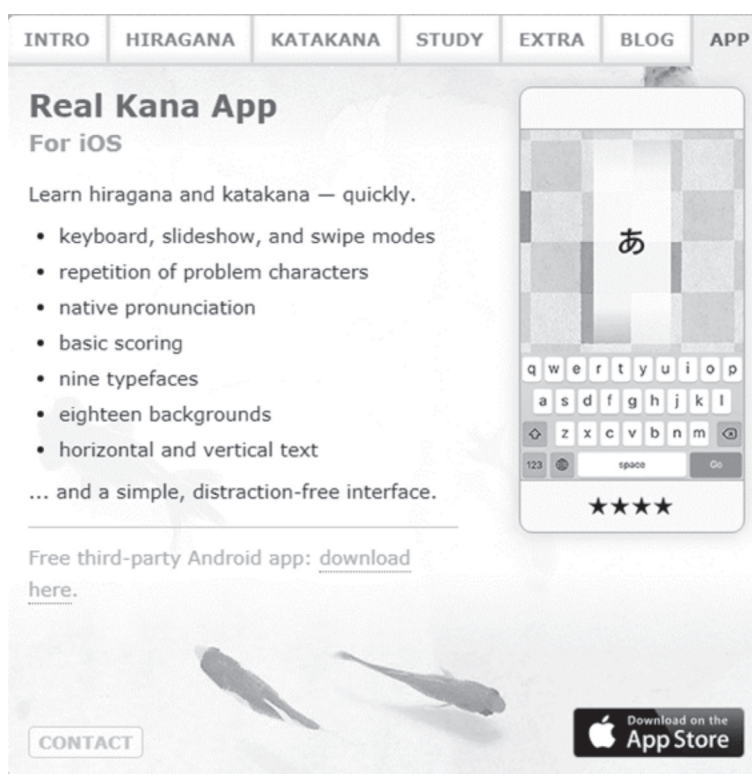 INTRO HIRAGANA KATAKANA STUDY EXTRA BLOG APP
Real Kana App
For iOS
Learn hiragana and katakana — quickly.
• keyboard, slideshow, and swipe modes
• repetition of problem characters
• native pronunciation
• basic scoring
• nine typefaces
• eighteen backgrounds
• horizontal and vertical text
... and a simple, distraction-free interface.
Free third-party Android app: download
here.
CONTACT
あ
q w e r t y u i o p
a s d f g h j k l
z x c v b n m
123 space Go
★★★★
Download on the
App Store